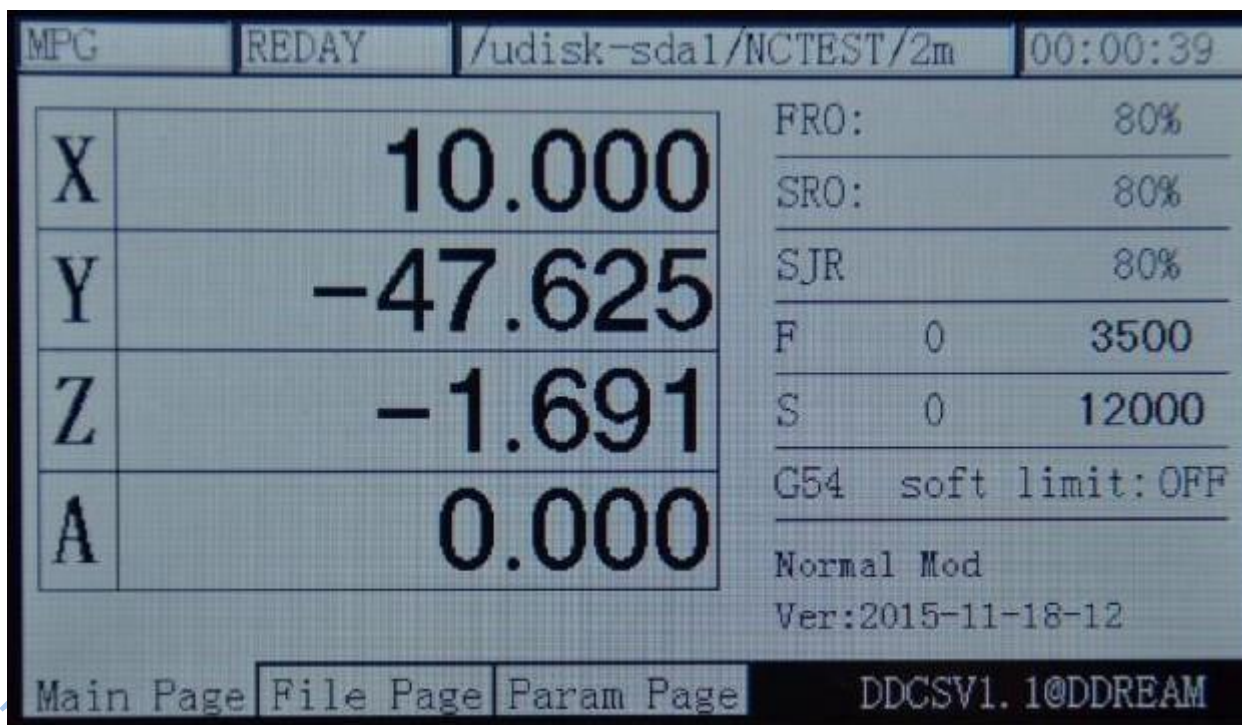 MPG REDAY /udisk-sda1/NCTEST/2m 00:00:39
X 10.000
Y -47.625
Z -1.691
A 0.000
FRO: 80%
SRO: 80%
SJR 80%
F 0 3500
S 0 12000
G54 soft limit:OFF
Normal Mod
Ver:2015-11-18-12
Main Page File Page Param Page DDCSV1.1@DDREAM